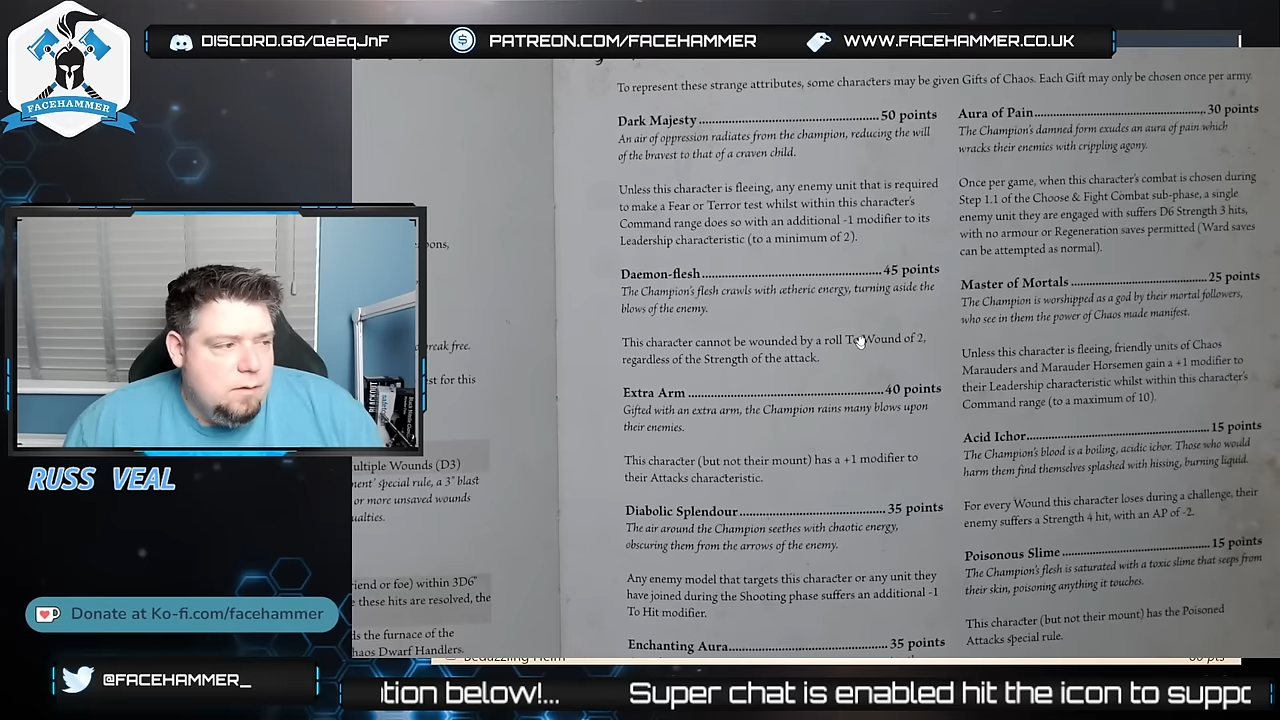 DISCORD.GG/QeEqJnF
PATREON.COM/FACEHAMMER
WWW.FACEHAMMER.CO.UK
FACEHAMMER
To represent these strange attributes, some characters may be given Gifts of Chaos. Each Gift may only be chosen once per army.
Dark Majesty 50 points
An air of oppression radiates from the champion, reducing the will
of the bravest to that of a craven child.
Unless this character is fleeing, any enemy unit that is required
to make a Fear or Terror test whilst within this character's
Command range does so with an additional -1 modifier to its
Leadership characteristic (to a minimum of 2).
Daemon-flesh 45 points
The Champion's flesh crawls with ætheric energy, turning aside the
blows of the enemy.
This character cannot be wounded by a roll To Wound of 2,
regardless of the Strength of the attack.
Extra Arm 40 points
Gifted with an extra arm, the Champion rains many blows upon
their enemies.
This character (but not their mount) has a +1 modifier to
their Attacks characteristic.
Diabolic Splendour 35 points
The air around the Champion seethes with chaotic energy,
obscuring them from the arrows of the enemy.
Any enemy model that targets this character or any unit they
have joined during the Shooting phase suffers an additional -1
To Hit modifier.
Enchanting Aura 35 points
Aura of Pain 30 points
The Champion's damned form exudes an aura of pain which
wracks their enemies with crippling agony.
Once per game, when this character's combat is chosen during
Step 1.1 of the Choose & Fight Combat sub-phase, a single
enemy unit they are engaged with suffers D6 Strength 3 hits,
with no armour or Regeneration saves permitted (Ward saves
can be attempted as normal).
Master of Mortals 25 points
The Champion is worshipped as a god by their mortal followers,
who see in them the power of Chaos made manifest.
Unless this character is fleeing, friendly units of Chaos
Marauders and Marauder Horsemen gain a +1 modifier to
their Leadership characteristic whilst within this character's
Command range (to a maximum of 10).
Acid Ichor 15 points
The Champion's blood is a boiling, acidic ichor. Those who would
harm them find themselves splashed with hissing, burning liquid.
For every Wound this character loses during a challenge, their
enemy suffers a Strength 4 hit, with an AP of -2.
Poisonous Slime 15 points
The Champion's flesh is saturated with a toxic slime that seeps from
their skin, poisoning anything it touches.
This character (but not their mount) has the Poisoned
Attacks special rule.
break free.
est for this
ultiple Wounds (D3)
ment' special rule, a 3" blast
or more unsaved wounds
ualties.
riend or foe) within 3D6"
e these hits are resolved, the
ds the furnace of the
haos Dwarf Handlers.
BLACKOUT
RUSS VEAL
Donate at Ko-fi.com/facehammer
@FACEHAMMER_
tion below!... Super chat is enabled hit the icon to suppo